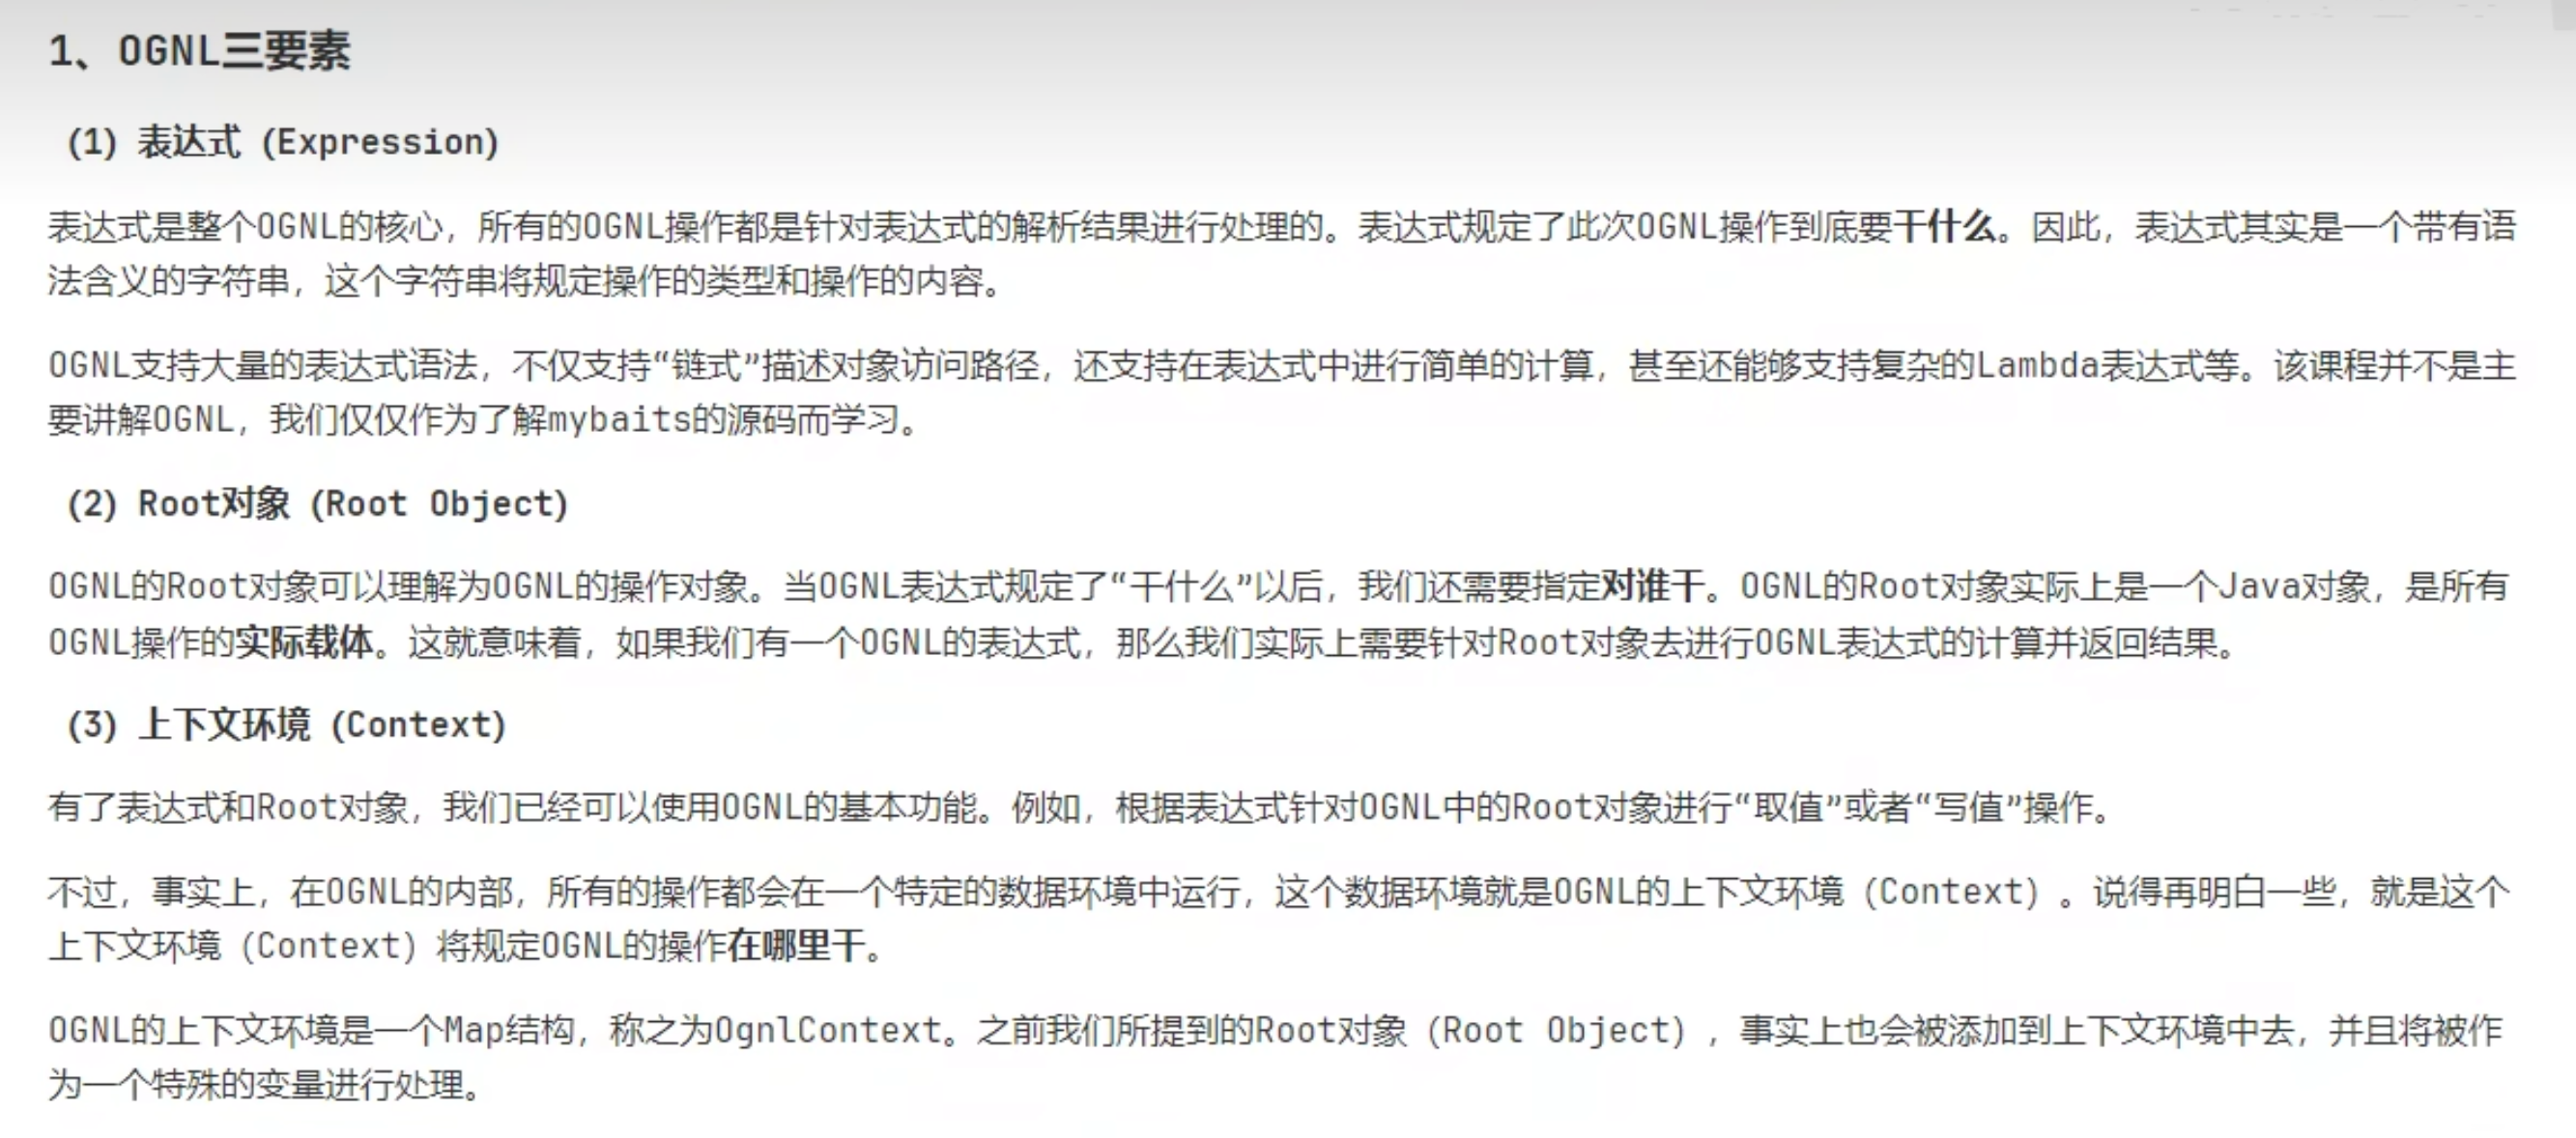 1、OGNL三要素
(1) 表达式 (Expression)
表达式是整个OGNL的核心，所有的OGNL操作都是针对表达式的解析结果进行处理的。表达式规定了此次OGNL操作到底要干什么。因此，表达式其实是一个带有语
法含义的字符串，这个字符串将规定操作的类型和操作的内容。
OGNL支持大量的表达式语法，不仅支持“链式”描述对象访问路径，还支持在表达式中进行简单的计算，甚至还能够支持复杂的Lambda表达式等。该课程并不是主
要讲解OGNL，我们仅仅作为了解mybaits的源码而学习。
(2) Root对象 (Root Object)
OGNL的Root对象可以理解为OGNL的操作对象。当OGNL表达式规定了“干什么”以后，我们还需要指定对谁干。OGNL的Root对象实际上是一个Java对象，是所有
OGNL操作的实际载体。这就意味着，如果我们有一个OGNL的表达式，那么我们实际上需要针对Root对象去进行OGNL表达式的计算并返回结果。
(3) 上下文环境 (Context)
有了表达式和Root对象，我们已经可以使用OGNL的基本功能。例如，根据表达式针对OGNL中的Root对象进行“取值”或者“写值”操作。
不过，事实上，在OGNL的内部，所有的操作都会在一个特定的数据环境中运行，这个数据环境就是OGNL的上下文环境（Context）。说得再明白一些，就是这个
上下文环境（Context）将规定OGNL的操作在哪里干。
OGNL的上下文环境是一个Map结构，称之为OgnlContext。之前我们所提到的Root对象（Root Object），事实上也会被添加到上下文环境中去，并且将被作
为一个特殊的变量进行处理。